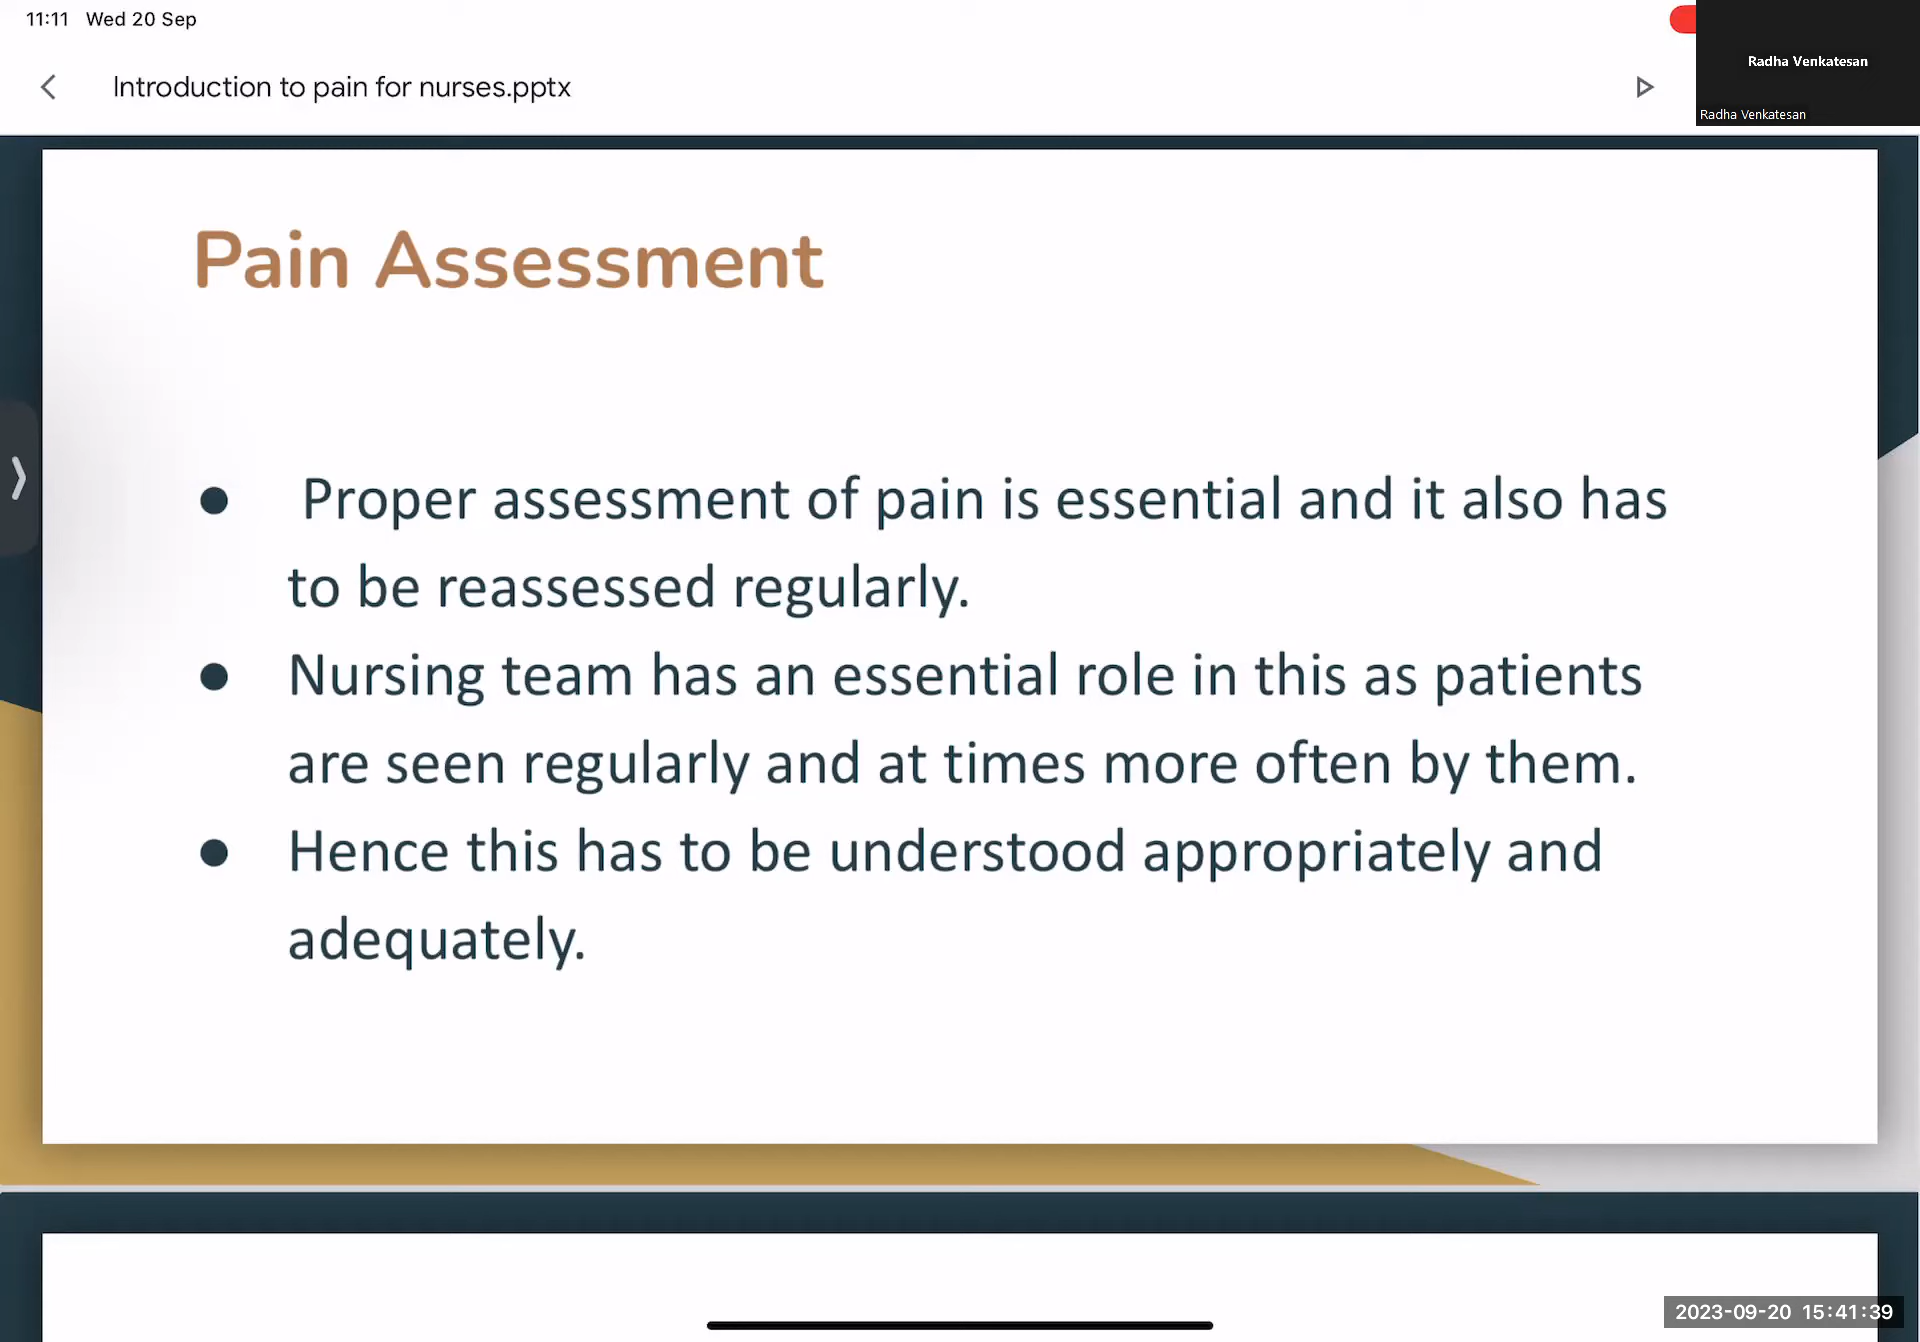 11:11 Wed 20 Sep
Introduction to pain for nurses.pptx
Radha Venkatesan
Radha Venkatesan
Pain Assessment
● Proper assessment of pain is essential and it also has
to be reassessed regularly.
● Nursing team has an essential role in this as patients
are seen regularly and at times more often by them.
● Hence this has to be understood appropriately and
adequately.
2023-09-20 15:41:39